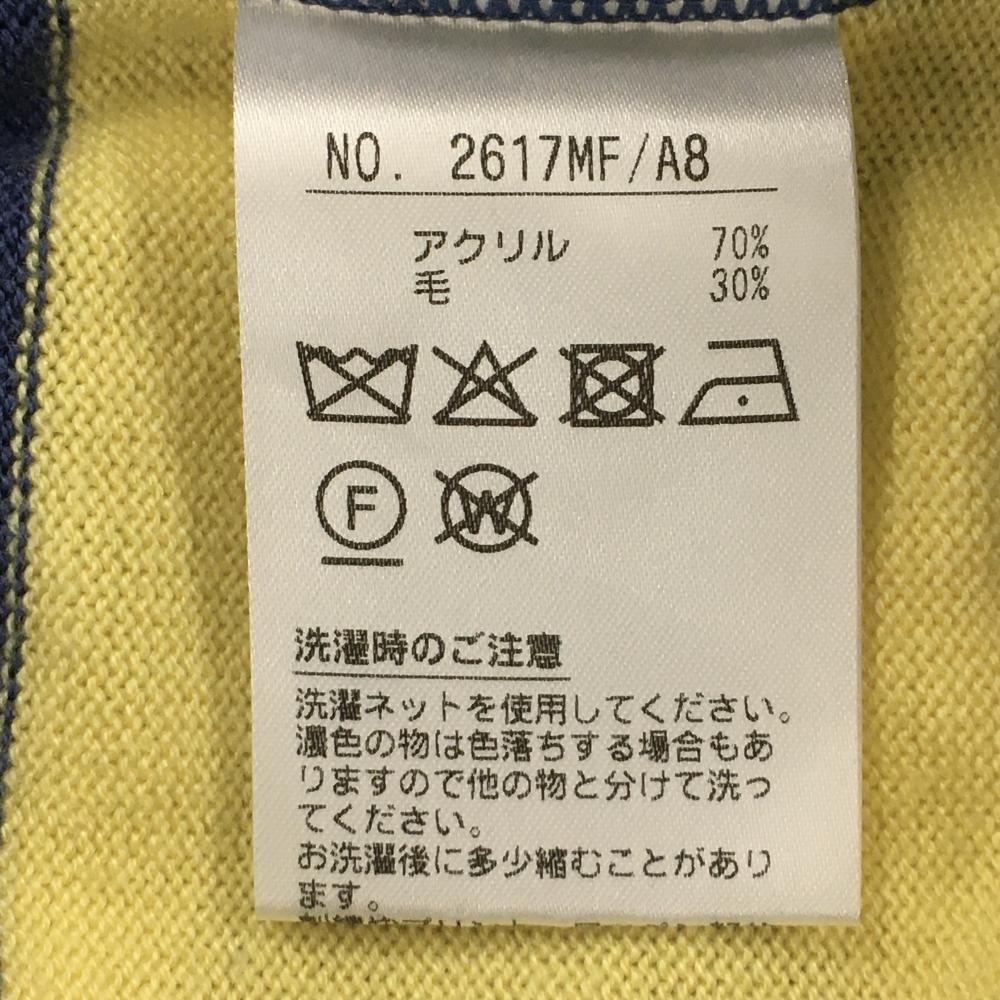 NO. 2617MF/A8
アクリル 70%
毛 30%
F W
洗濯時のご注意
洗濯ネットを使用してください。
濃色の物は色落ちする場合もあ
りますので他の物と分けて洗っ
てください。
お洗濯後に多少縮むことがあり
ます。